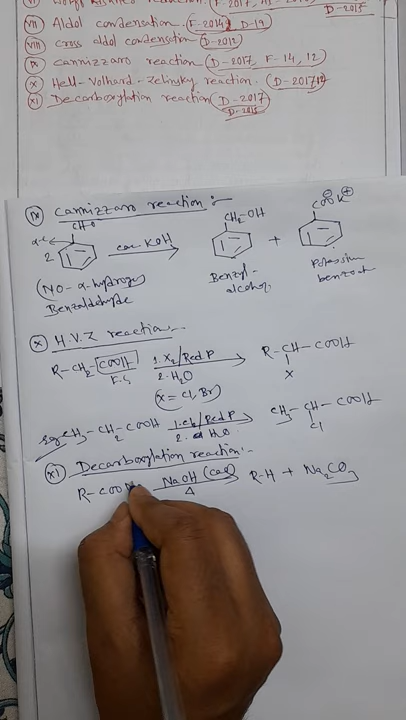 D-2015
VII Aldol condensation. (F-2014, D-19)
VIII Cross aldol condensation (D-2012)
IX Cannizzaro reaction (D-2017, F-14, 12)
X Hell-Volhard-Zelinsky reaction. (D-2017,12)
XI Decarboxylation reaction (D-2017)
D-2015
IX Cannizzaro reaction:-
2
conc KOH
CH2-OH
+
COO⊖K⊕
(NO-α-hydrogen)
Benzaldehyde
Benzyl-
alcohol
Potassium
benzoate
X H.V.Z reaction:-
R-CH2-COOH 1. X2/Red P R-CH-COOH
F.G 2. H2O X
(X = Cl, Br)
CH3-CH2-COOH 1. Cl2/Red P CH3-CH-COOH
2. H2O Cl
XI Decarboxylation reaction:-
R-COO NaOH (CaO) R-H + Na2CO3
Δ